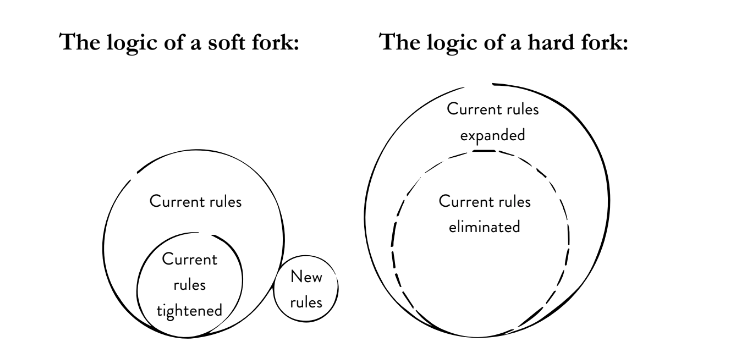 The logic of a soft fork:
Current rules
Current
rules
tightened
New
rules
The logic of a hard fork:
Current rules
expanded
Current rules
eliminated